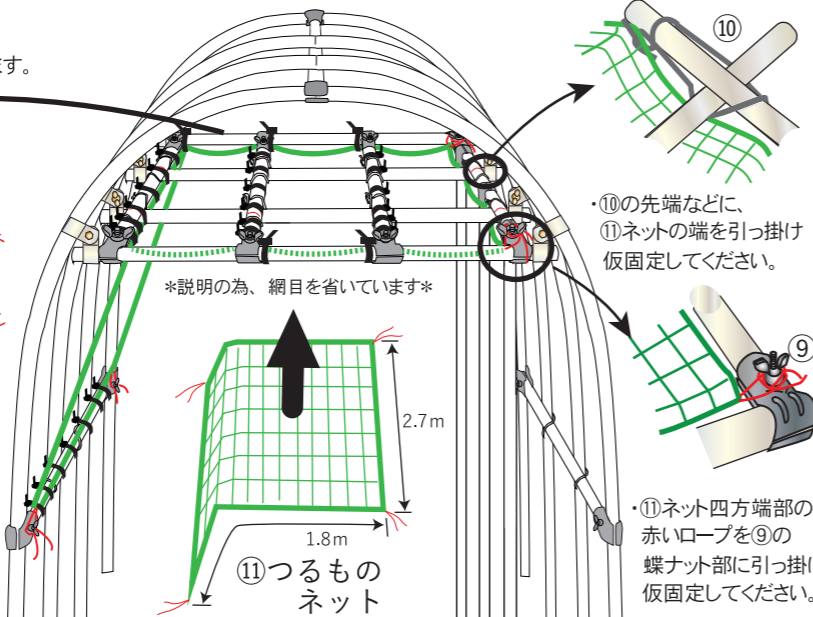 ます。
⑩
・⑩の先端などに、
⑪ネットの端を引っ掛け
仮固定してください。
*説明の為、網目を省いています*
⑨
2.7m
1.8m
⑪つるもの
ネット
・⑪ネット四方端部の
赤いロープを⑨の
蝶ナット部に引っ掛け
仮固定してください。